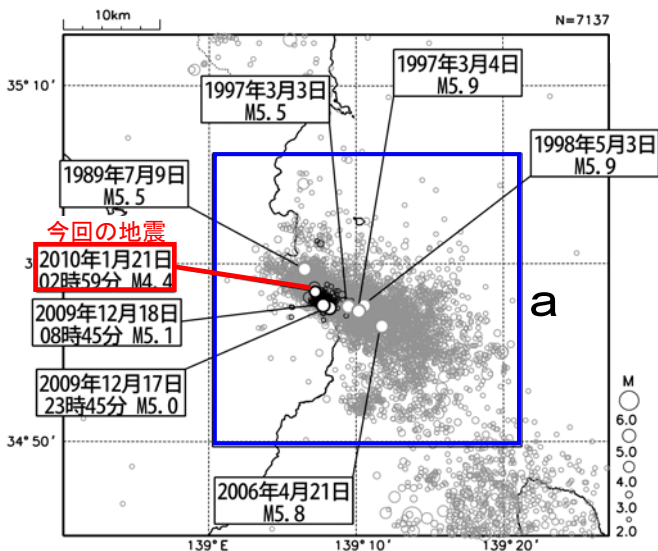 10km
N=7137
35°10'
1997年3月3日
M5.5
1997年3月4日
M5.9
1998年5月3日
M5.9
1989年7月9日
M5.5
今回の地震
2010年1月21日
02時59分 M4.4
2009年12月18日
08時45分 M5.1
2009年12月17日
23時45分 M5.0
a
34°50'
2006年4月21日
M5.8
M
6.0
5.0
4.0
3.0
2.0
139°E
139°10'
139°20'